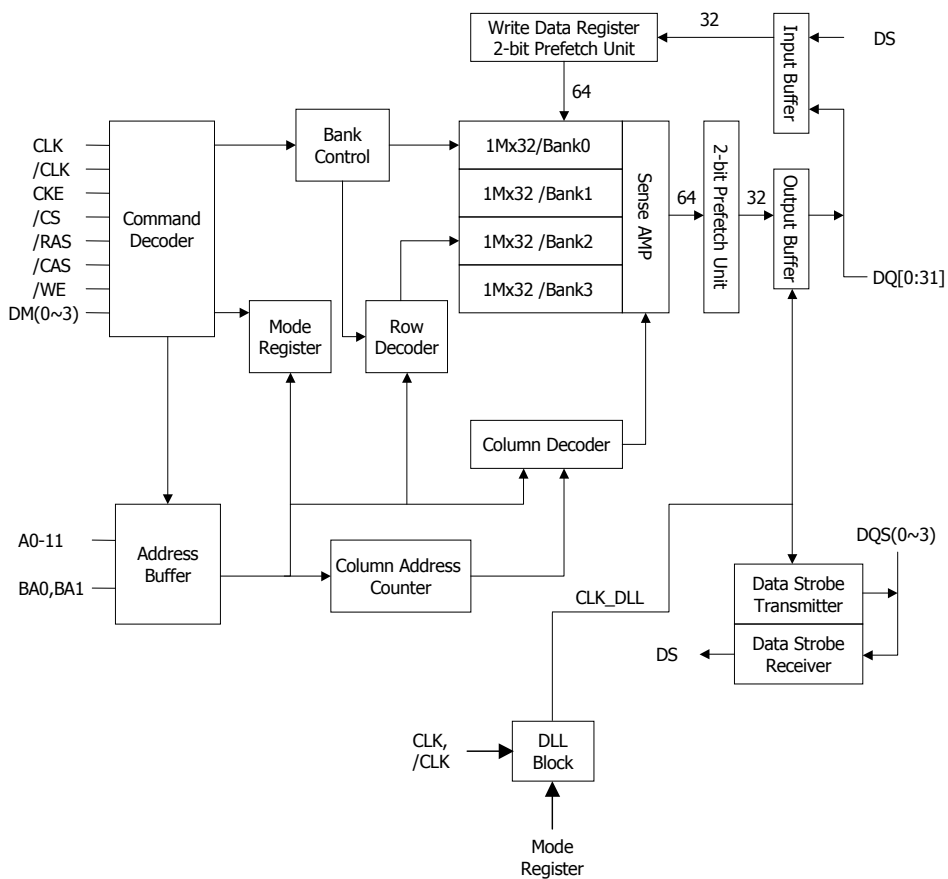 Write Data Register
2-bit Prefetch Unit
32
Input Buffer
DS
64
Bank
Control
1Mx32/Bank0
1Mx32 /Bank1
1Mx32 /Bank2
1Mx32 /Bank3
Sense AMP
64
2-bit Prefetch Unit
32
Output Buffer
DQ[0:31]
CLK
/CLK
CKE
/CS
/RAS
/CAS
/WE
DM(0~3)
Command
Decoder
Mode
Register
Row
Decoder
Column Decoder
A0-11
BA0,BA1
Address
Buffer
Column Address
Counter
CLK_DLL
DQS(0~3)
Data Strobe
Transmitter
Data Strobe
Receiver
DS
CLK,
/CLK
DLL
Block
Mode
Register